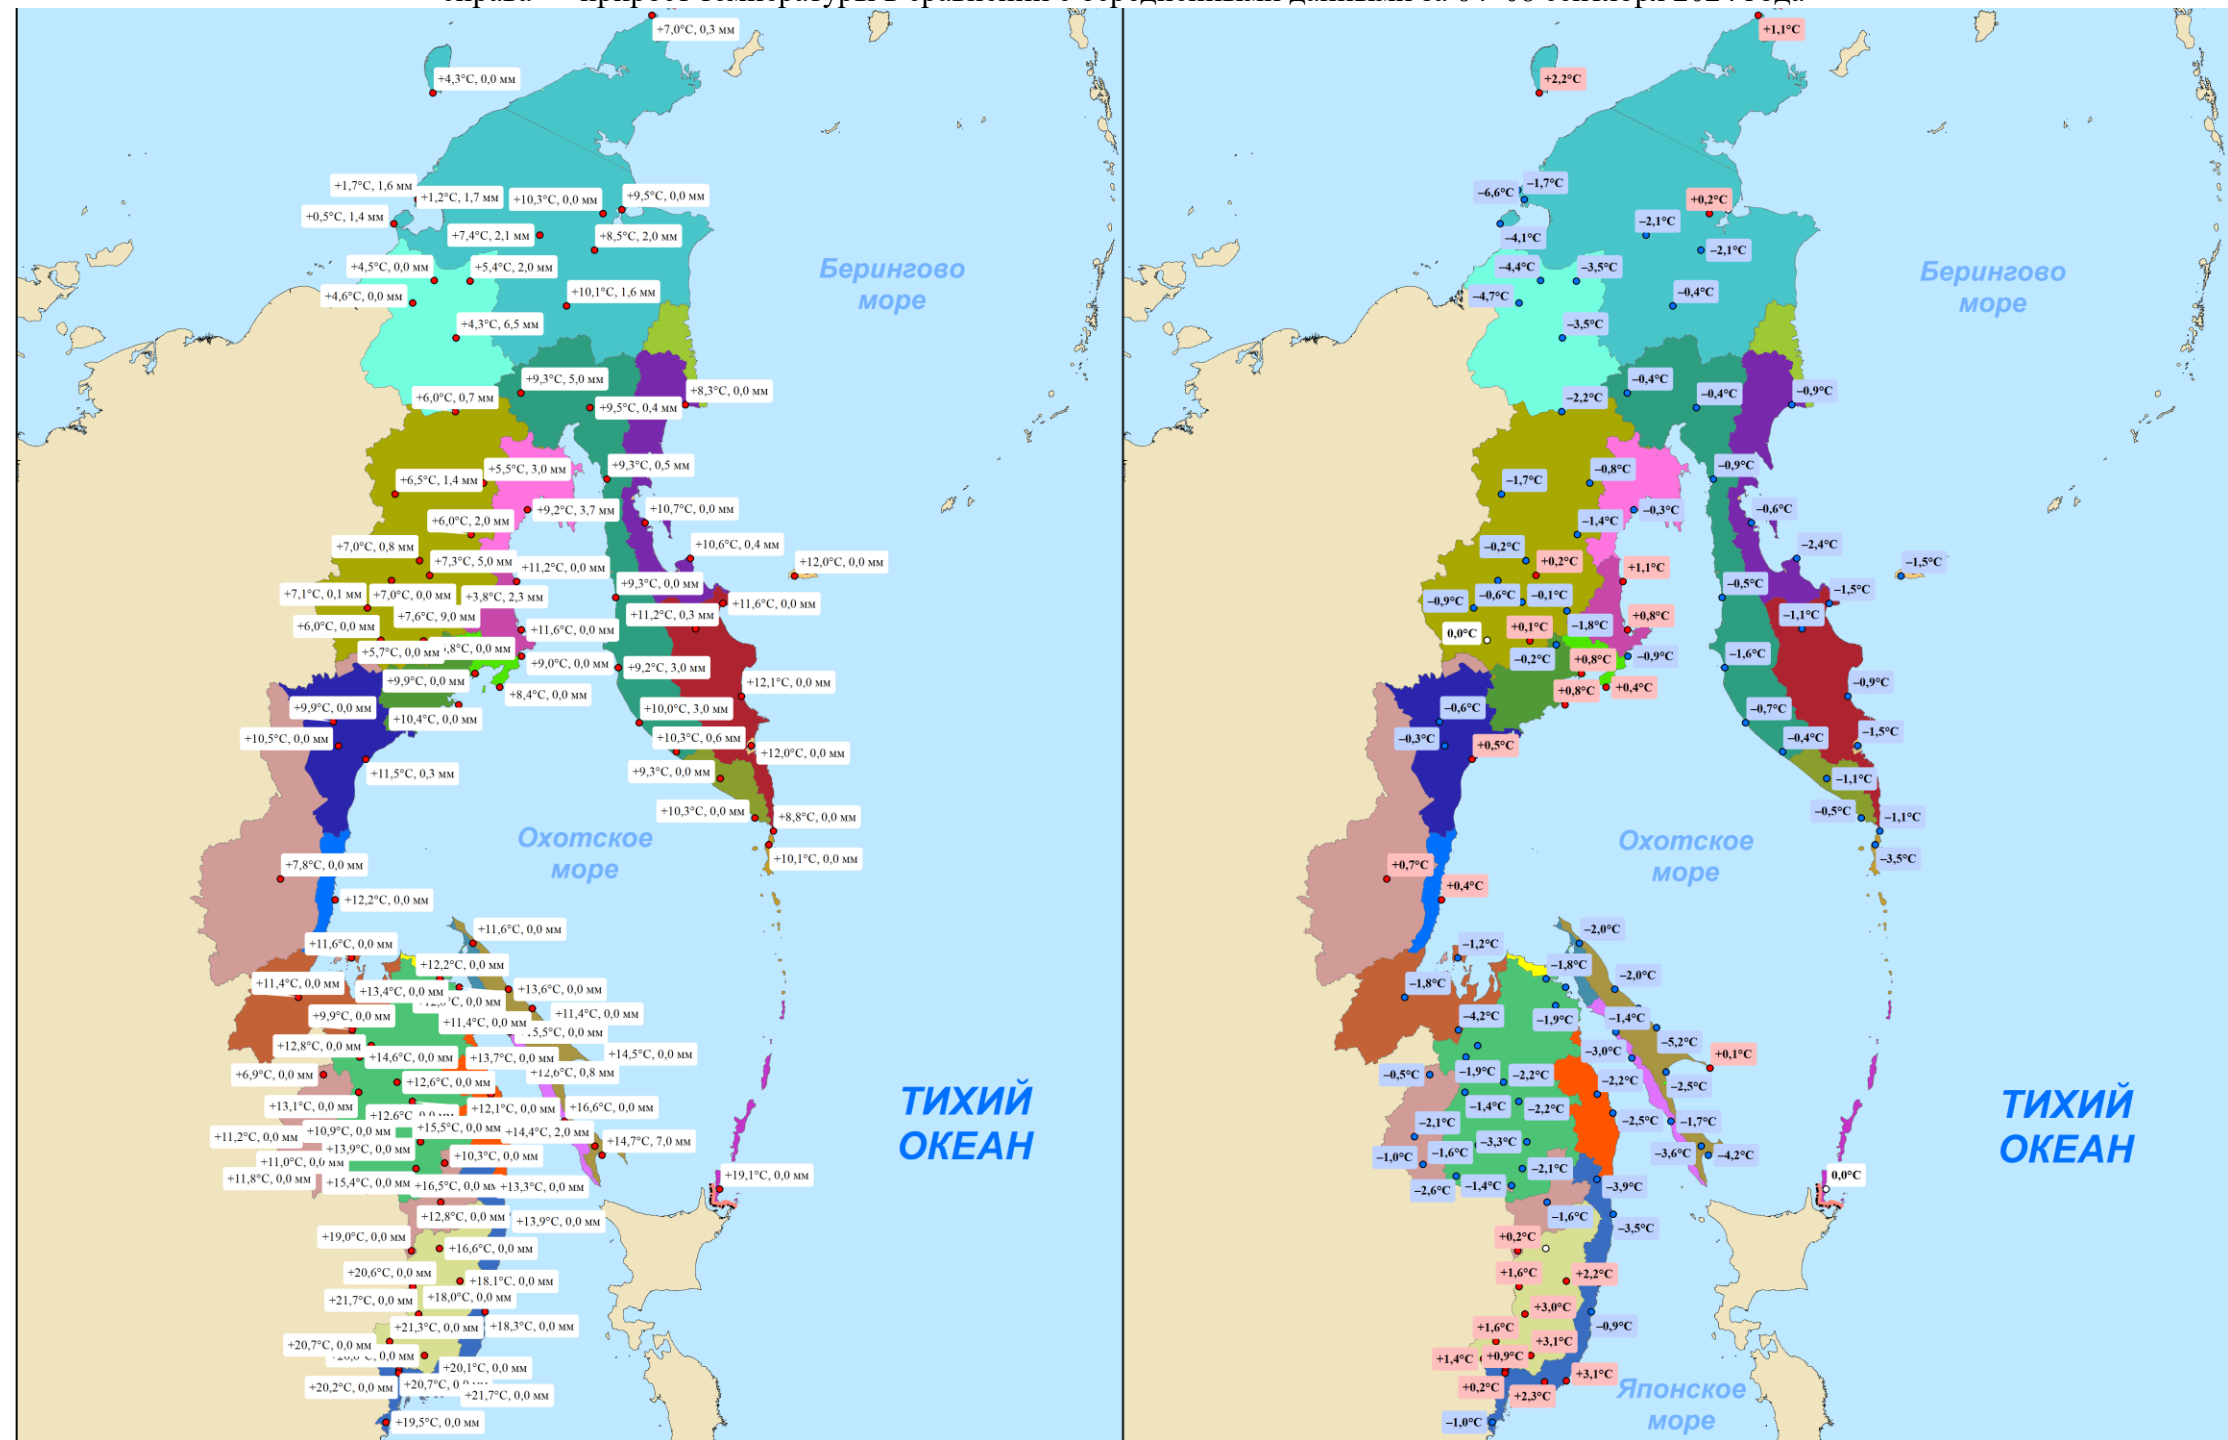 +7,0°C, 0,3 мм
+4,3°C, 0,0 мм
+1,7°C, 1,6 мм
+1,2°C, 1,7 мм
+10,3°C, 0,0 мм
+9,5°C, 0,0 мм
+0,5°C, 1,4 мм
+7,4°C, 2,1 мм
+8,5°C, 2,0 мм
+4,5°C, 0,0 мм
+5,4°C, 2,0 мм
Берингово
море
+4,6°C, 0,0 мм
+10,1°C, 1,6 мм
+4,3°C, 6,5 мм
+9,3°C, 5,0 мм
+8,3°C, 0,0 мм
+6,0°C, 0,7 мм
+9,5°C, 0,4 мм
+5,5°C, 3,0 мм
+9,3°C, 0,5 мм
+6,5°C, 1,4 мм
+9,2°C, 3,7 мм
+10,7°C, 0,0 мм
+6,0°C, 2,0 мм
+7,0°C, 0,8 мм
+10,6°C, 0,4 мм
+7,3°C, 5,0 мм
+12,0°C, 0,0 мм
+11,2°C, 0,0 мм
+9,3°C, 0,0 мм
+7,1°C, 0,1 мм
+7,0°C, 0,0 мм
+3,8°C, 2,3 мм
+11,6°C, 0,0 мм
+7,6°C, 9,0 мм
+11,2°C, 0,3 мм
+6,0°C, 0,0 мм
+11,6°C, 0,0 мм
+5,7°C, 0,0 мм
+9,0°C, 0,0 мм
+9,2°C, 3,0 мм
+9,9°C, 0,0 мм
+8,4°C, 0,0 мм
+12,1°C, 0,0 мм
+9,9°C, 0,0 мм
+10,4°C, 0,0 мм
+10,0°C, 3,0 мм
+10,5°C, 0,0 мм
+10,3°C, 0,6 мм
+12,0°C, 0,0 мм
+11,5°C, 0,3 мм
+9,3°C, 0,0 мм
+10,3°C, 0,0 мм
+8,8°C, 0,0 мм
Охотское
море
+10,1°C, 0,0 мм
+7,8°C, 0,0 мм
+12,2°C, 0,0 мм
+11,6°C, 0,0 мм
+11,6°C, 0,0 мм
+12,2°C, 0,0 мм
+11,4°C, 0,0 мм
+13,4°C, 0,0 мм
+13,6°C, 0,0 мм
+9,9°C, 0,0 мм
+11,4°C, 0,0 мм
+11,4°C, 0,0 мм
+12,8°C, 0,0 мм
+14,6°C, 0,0 мм
+13,7°C, 0,0 мм
+14,5°C, 0,0 мм
+6,9°C, 0,0 мм
+12,6°C, 0,0 мм
+12,6°C, 0,8 мм
+13,1°C, 0,0 мм
+12,1°C, 0,0 мм
+16,6°C, 0,0 мм
ТИХИЙ
ОКЕАН
+11,2°C, 0,0 мм
+10,9°C, 0,0 мм
+15,5°C, 0,0 мм
+14,4°C, 2,0 мм
+14,7°C, 7,0 мм
+13,9°C, 0,0 мм
+10,3°C, 0,0 мм
+11,0°C, 0,0 мм
+11,8°C, 0,0 мм
+15,4°C, 0,0 мм
+16,5°C, 0,0 мм
+13,3°C, 0,0 мм
+19,1°C, 0,0 мм
+12,8°C, 0,0 мм
+13,9°C, 0,0 мм
+19,0°C, 0,0 мм
+16,6°C, 0,0 мм
+20,6°C, 0,0 мм
+18,1°C, 0,0 мм
+21,7°C, 0,0 мм
+18,0°C, 0,0 мм
+21,3°C, 0,0 мм
+18,3°C, 0,0 мм
+20,7°C, 0,0 мм
+20,1°C, 0,0 мм
+20,2°C, 0,0 мм
+21,7°C, 0,0 мм
+19,5°C, 0,0 мм
+1,1°C
+2,2°C
–1,7°C
–6,6°C
+0,2°C
–4,1°C
–2,1°C
–2,1°C
–4,4°C
–3,5°C
Берингово
море
–4,7°C
–0,4°C
–3,5°C
–0,4°C
–2,2°C
–0,4°C
–0,9°C
–0,8°C
–0,9°C
–1,7°C
–0,3°C
–0,6°C
–1,4°C
–0,2°C
–2,4°C
+0,2°C
+1,1°C
–1,5°C
–0,5°C
–1,5°C
–0,9°C
–0,6°C
–0,1°C
–1,1°C
0,0°C
+0,1°C
–1,8°C
+0,8°C
–0,2°C
+0,8°C
–0,9°C
–1,6°C
+0,8°C
+0,4°C
–0,9°C
–0,6°C
–0,7°C
–0,3°C
+0,5°C
–0,4°C
–1,5°C
–1,1°C
–0,5°C
–1,1°C
Охотское
море
–3,5°C
+0,7°C
+0,4°C
–2,0°C
–1,2°C
–1,8°C
–2,0°C
–1,8°C
–4,2°C
–1,9°C
–1,4°C
–5,2°C
–3,0°C
+0,1°C
–0,5°C
–1,9°C
–2,2°C
–2,2°C
–2,5°C
–1,4°C
–2,2°C
–2,5°C
–1,7°C
ТИХИЙ
ОКЕАН
–2,1°C
–1,6°C
–3,3°C
–3,6°C
–4,2°C
–1,0°C
–2,1°C
–2,6°C
–1,4°C
–3,9°C
0,0°C
–1,6°C
–3,5°C
+0,2°C
+1,6°C
+2,2°C
+3,0°C
+1,6°C
–0,9°C
+3,1°C
+1,4°C
+0,9°C
+3,1°C
+0,2°C
+2,3°C
Японское
море
–1,0°C